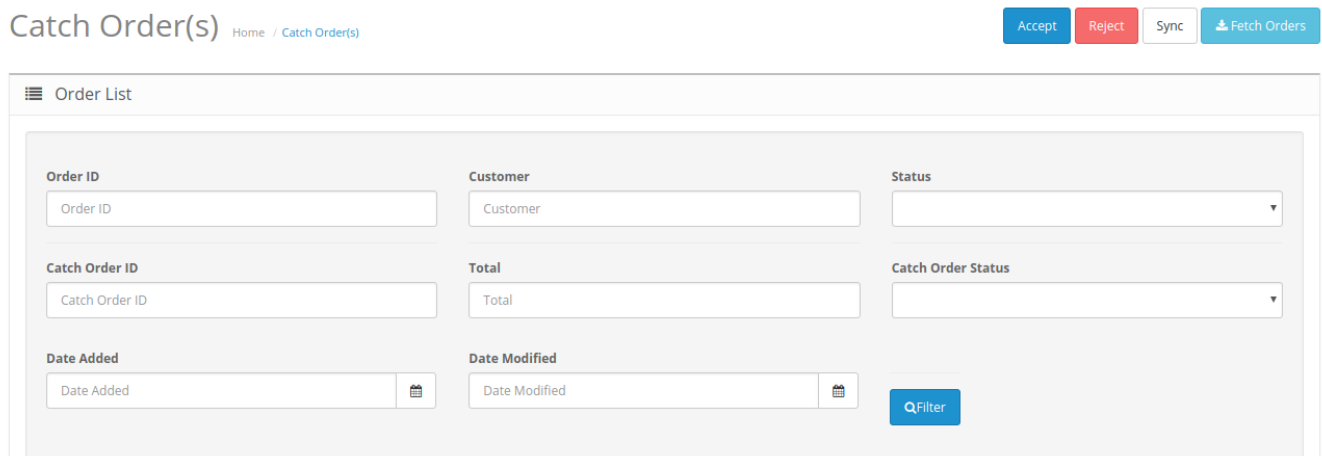 Catch Order(s) Home / Catch Order(s) Accept Reject Sync Fetch Orders
Order List
Order ID Customer Status
Order ID Customer
Catch Order ID Total Catch Order Status
Catch Order ID Total
Date Added Date Modified
Date Added Date Modified
Filter